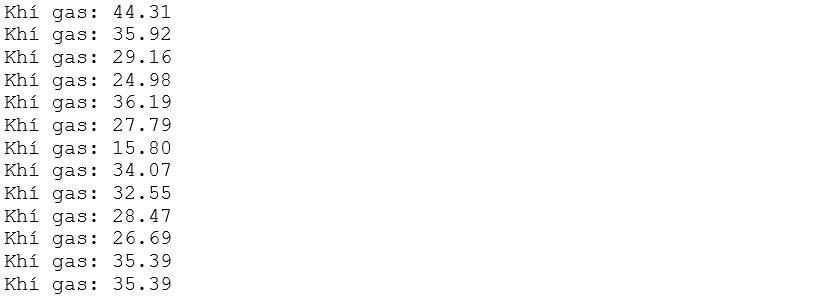 Khí gas: 44.31
Khí gas: 35.92
Khí gas: 29.16
Khí gas: 24.98
Khí gas: 36.19
Khí gas: 27.79
Khí gas: 15.80
Khí gas: 34.07
Khí gas: 32.55
Khí gas: 28.47
Khí gas: 26.69
Khí gas: 35.39
Khí gas: 35.39